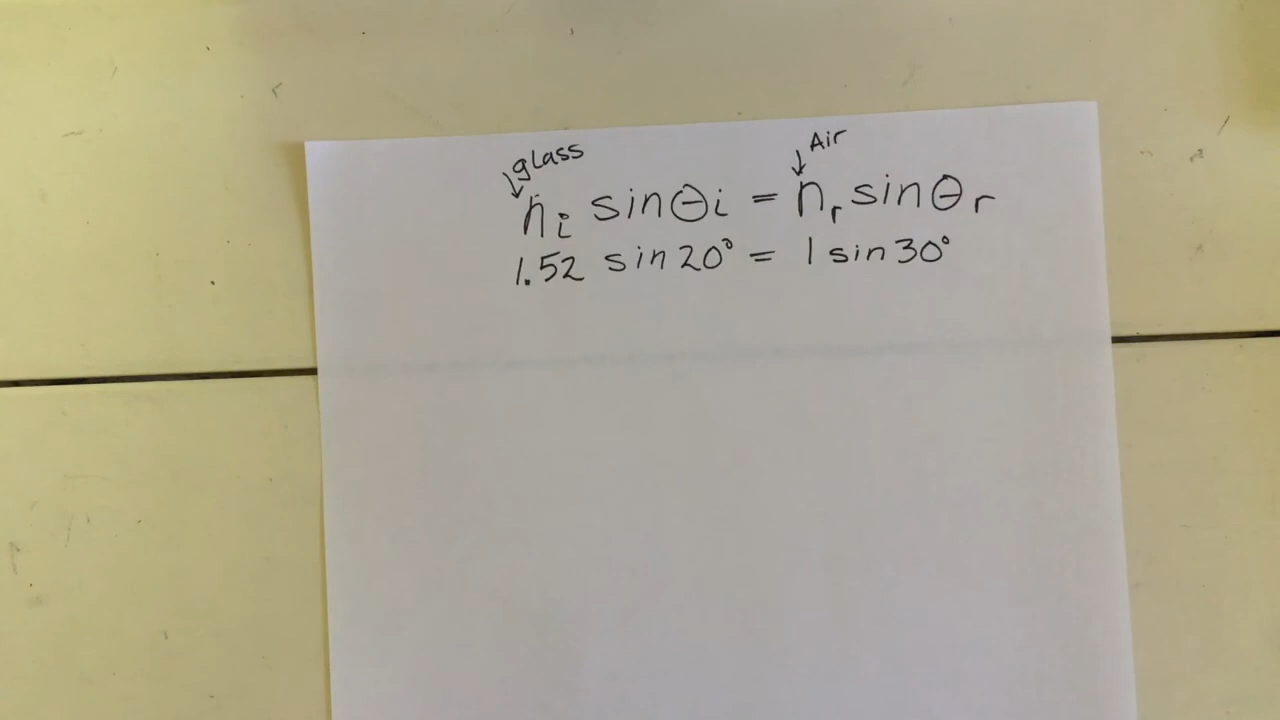 ↓glass ↓Air
nᵢ sinθi = nᵣ sinθr
1.52 sin 20° = 1 sin 30°